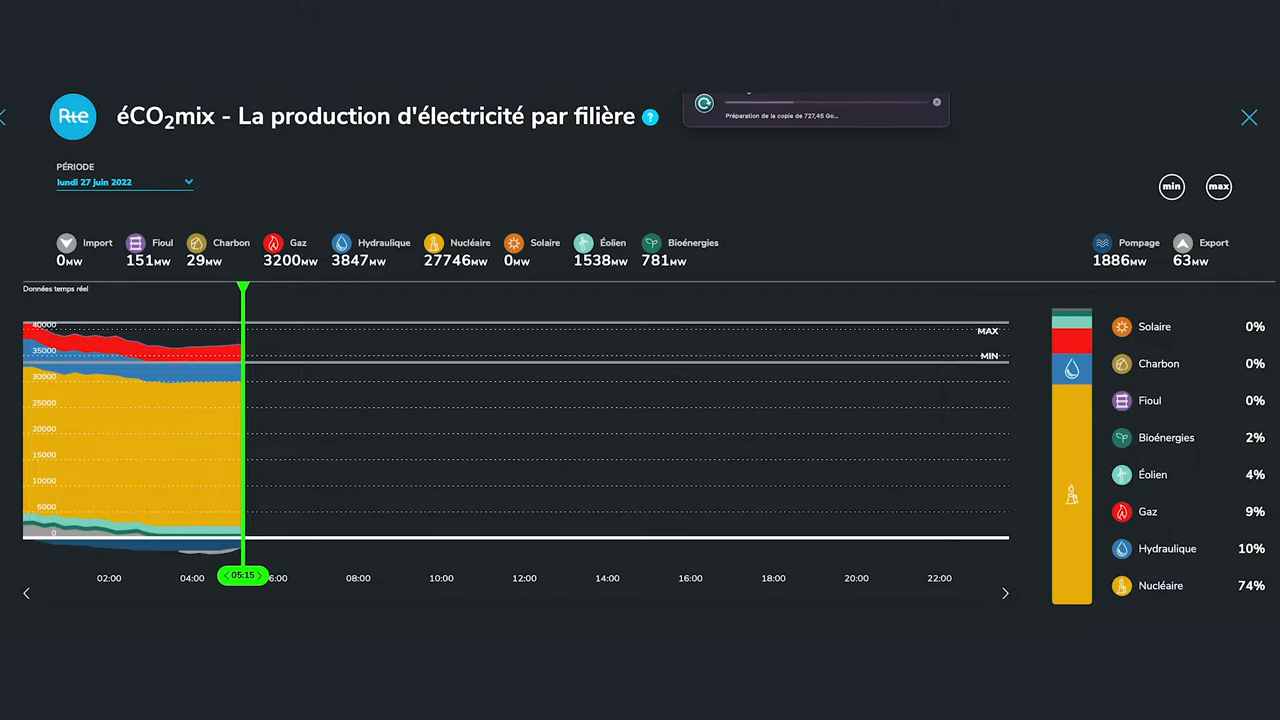 Rte
éCO2mix - La production d'électricité par filière ?
Préparation de la copie de 727,45 Go...
PÉRIODE
lundi 27 juin 2022
min max
Import Fioul Charbon Gaz Hydraulique Nucléaire Solaire Éolien Bioénergies Pompage Export
0MW 151MW 29MW 3200MW 3847MW 27746MW 0MW 1538MW 781MW 1886MW 63MW
Données temps réel
40000
MAX
35000
MIN
30000
25000
20000
15000
10000
5000
0
02:00 04:00 05:15 6:00 08:00 10:00 12:00 14:00 16:00 18:00 20:00 22:00
Solaire 0%
Charbon 0%
Fioul 0%
Bioénergies 2%
Éolien 4%
Gaz 9%
Hydraulique 10%
Nucléaire 74%